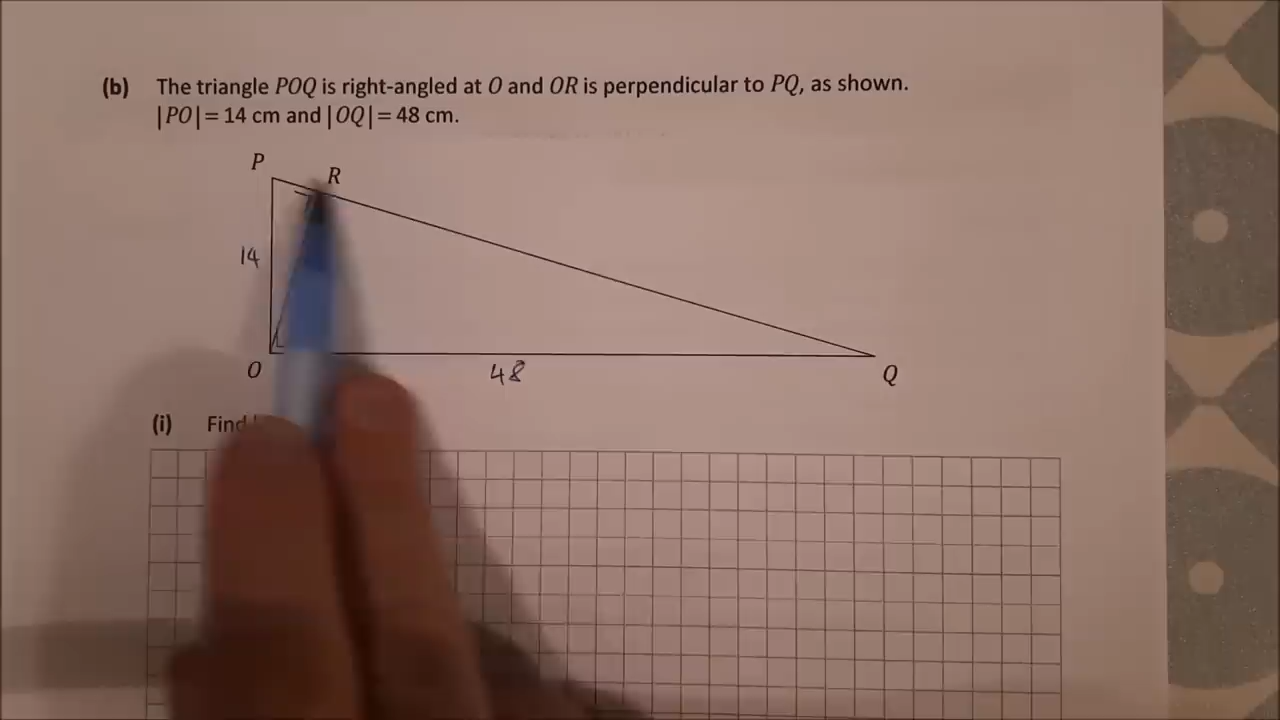 (b) The triangle POQ is right-angled at O and OR is perpendicular to PQ, as shown.
|PO| = 14 cm and |OQ| = 48 cm.
P
R
14
O
48
Q
(i) Find